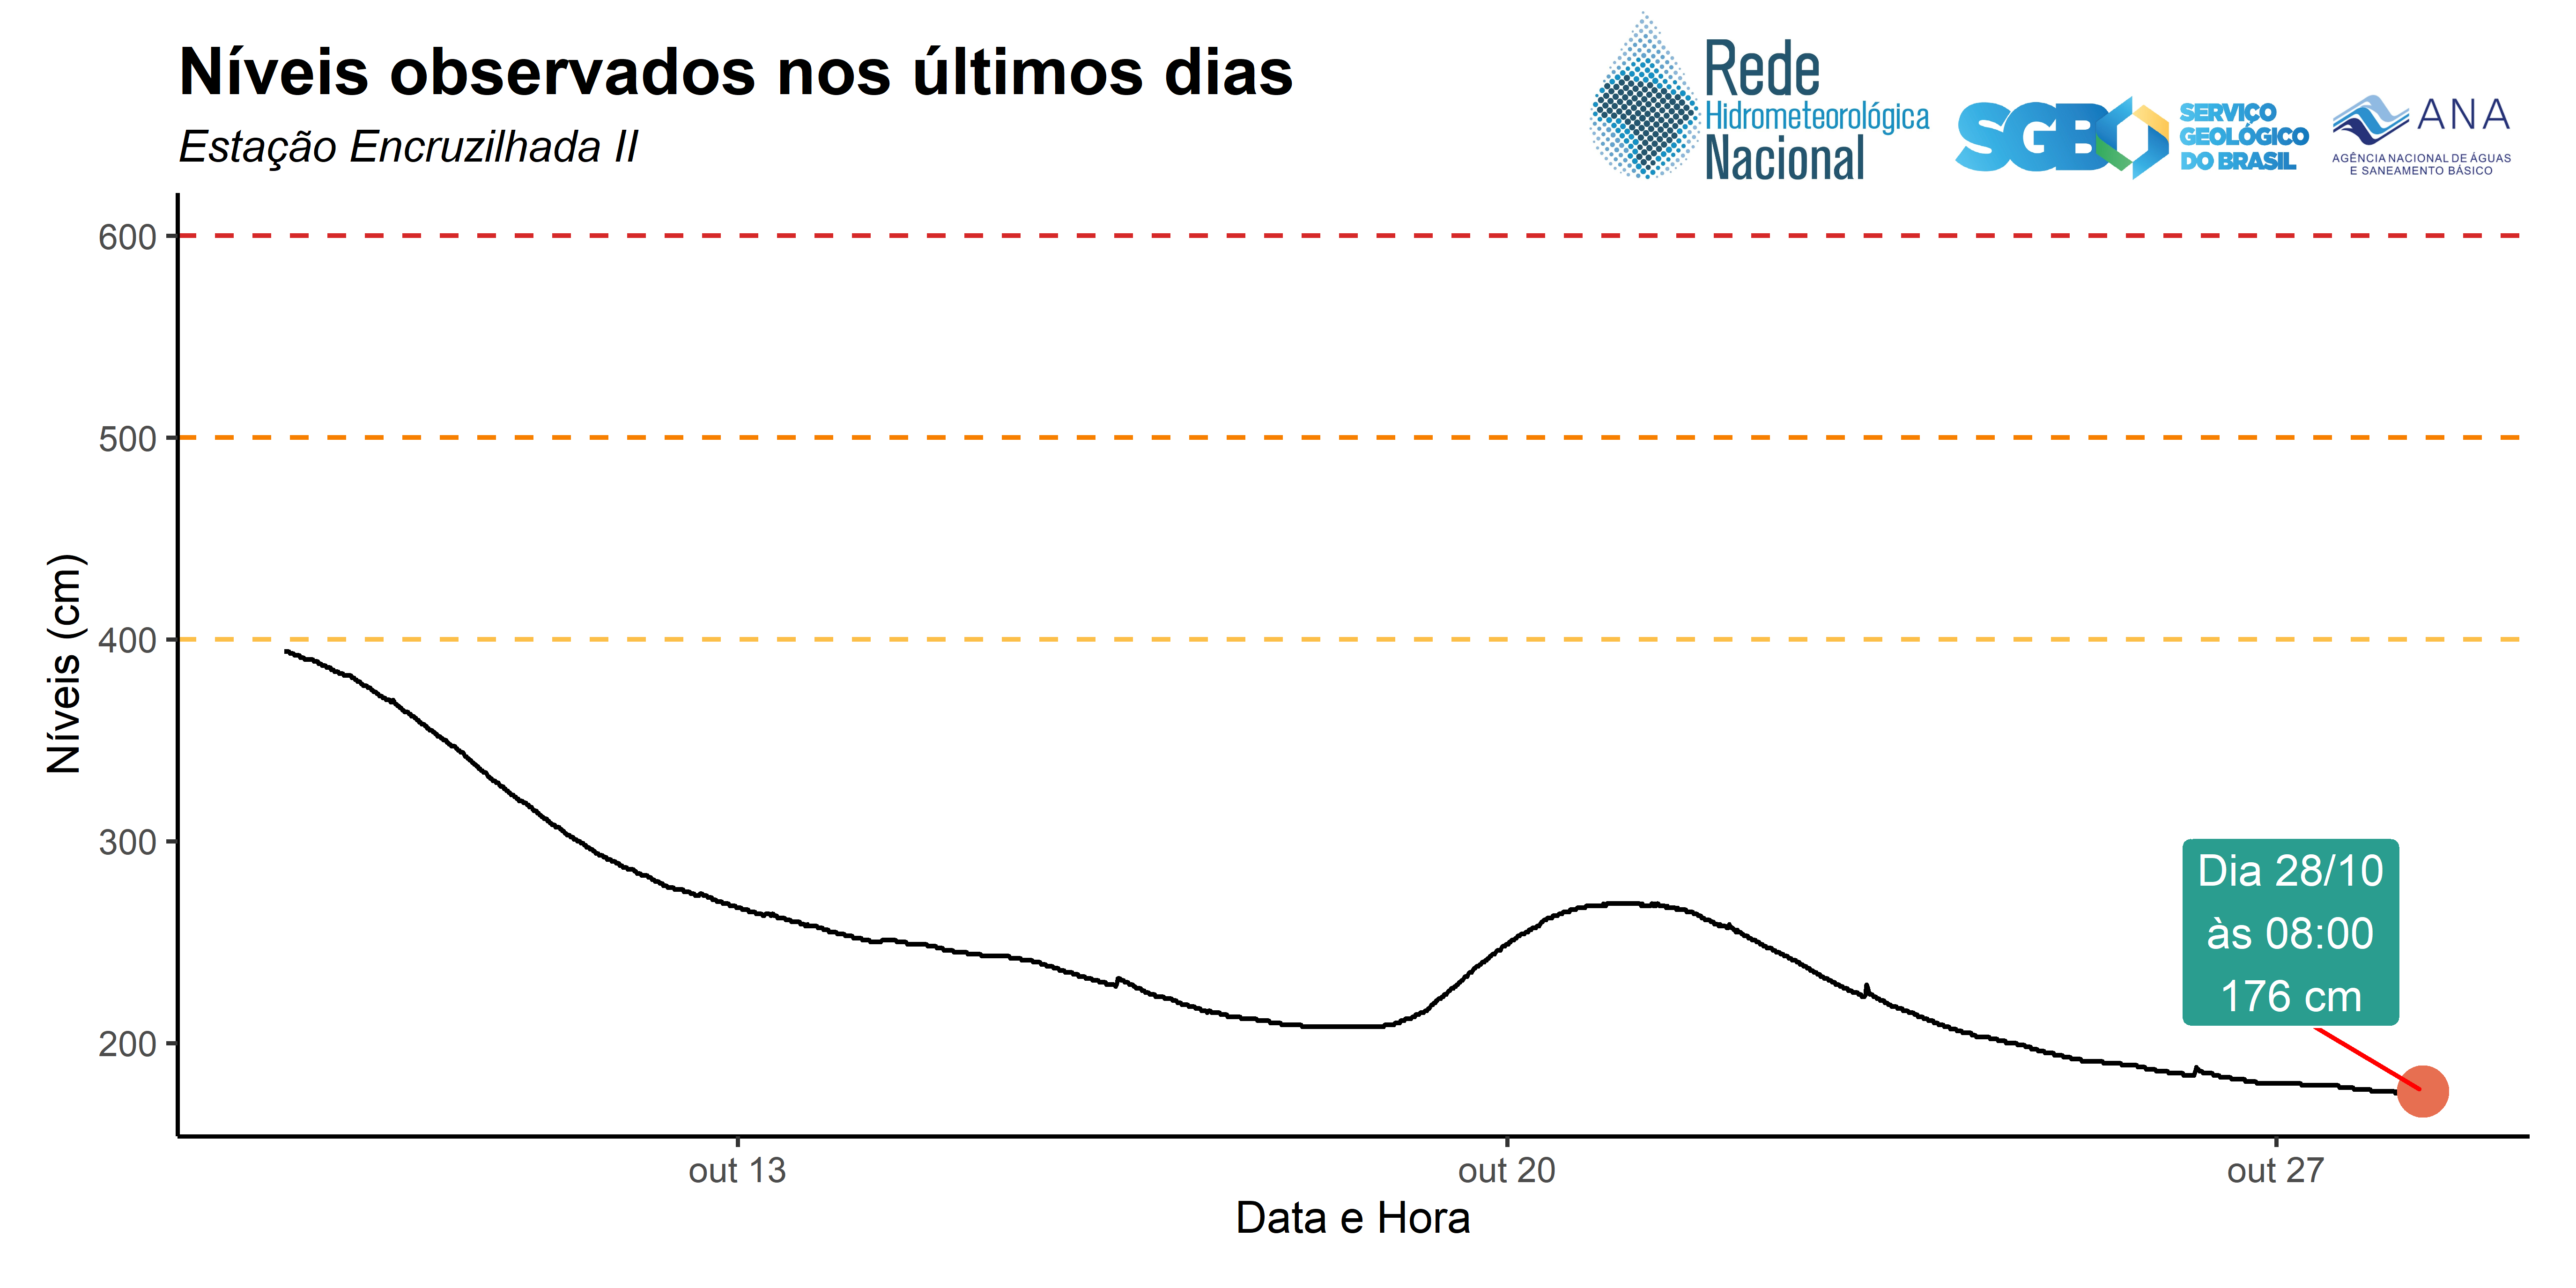 Níveis observados nos últimos dias
Estação Encruzilhada II
Rede
Hidrometeorológica
Nacional
SGB
SERVIÇO
GEOLÓGICO
DO BRASIL
ANA
AGÊNCIA NACIONAL DE ÁGUAS
E SANEAMENTO BÁSICO
Níveis (cm)
600
500
400
300
200
Dia 28/10
às 08:00
176 cm
out 13
out 20
out 27
Data e Hora